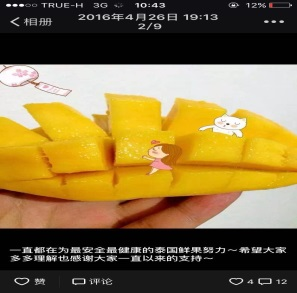 TRUE-H 3G 10:43 12%
相册 2016年4月26日 19:13
2/9
一直都在为最安全最健康的泰国鲜果努力～希望大家
多多理解也感谢大家一直以来的支持～
赞 评论 4 12